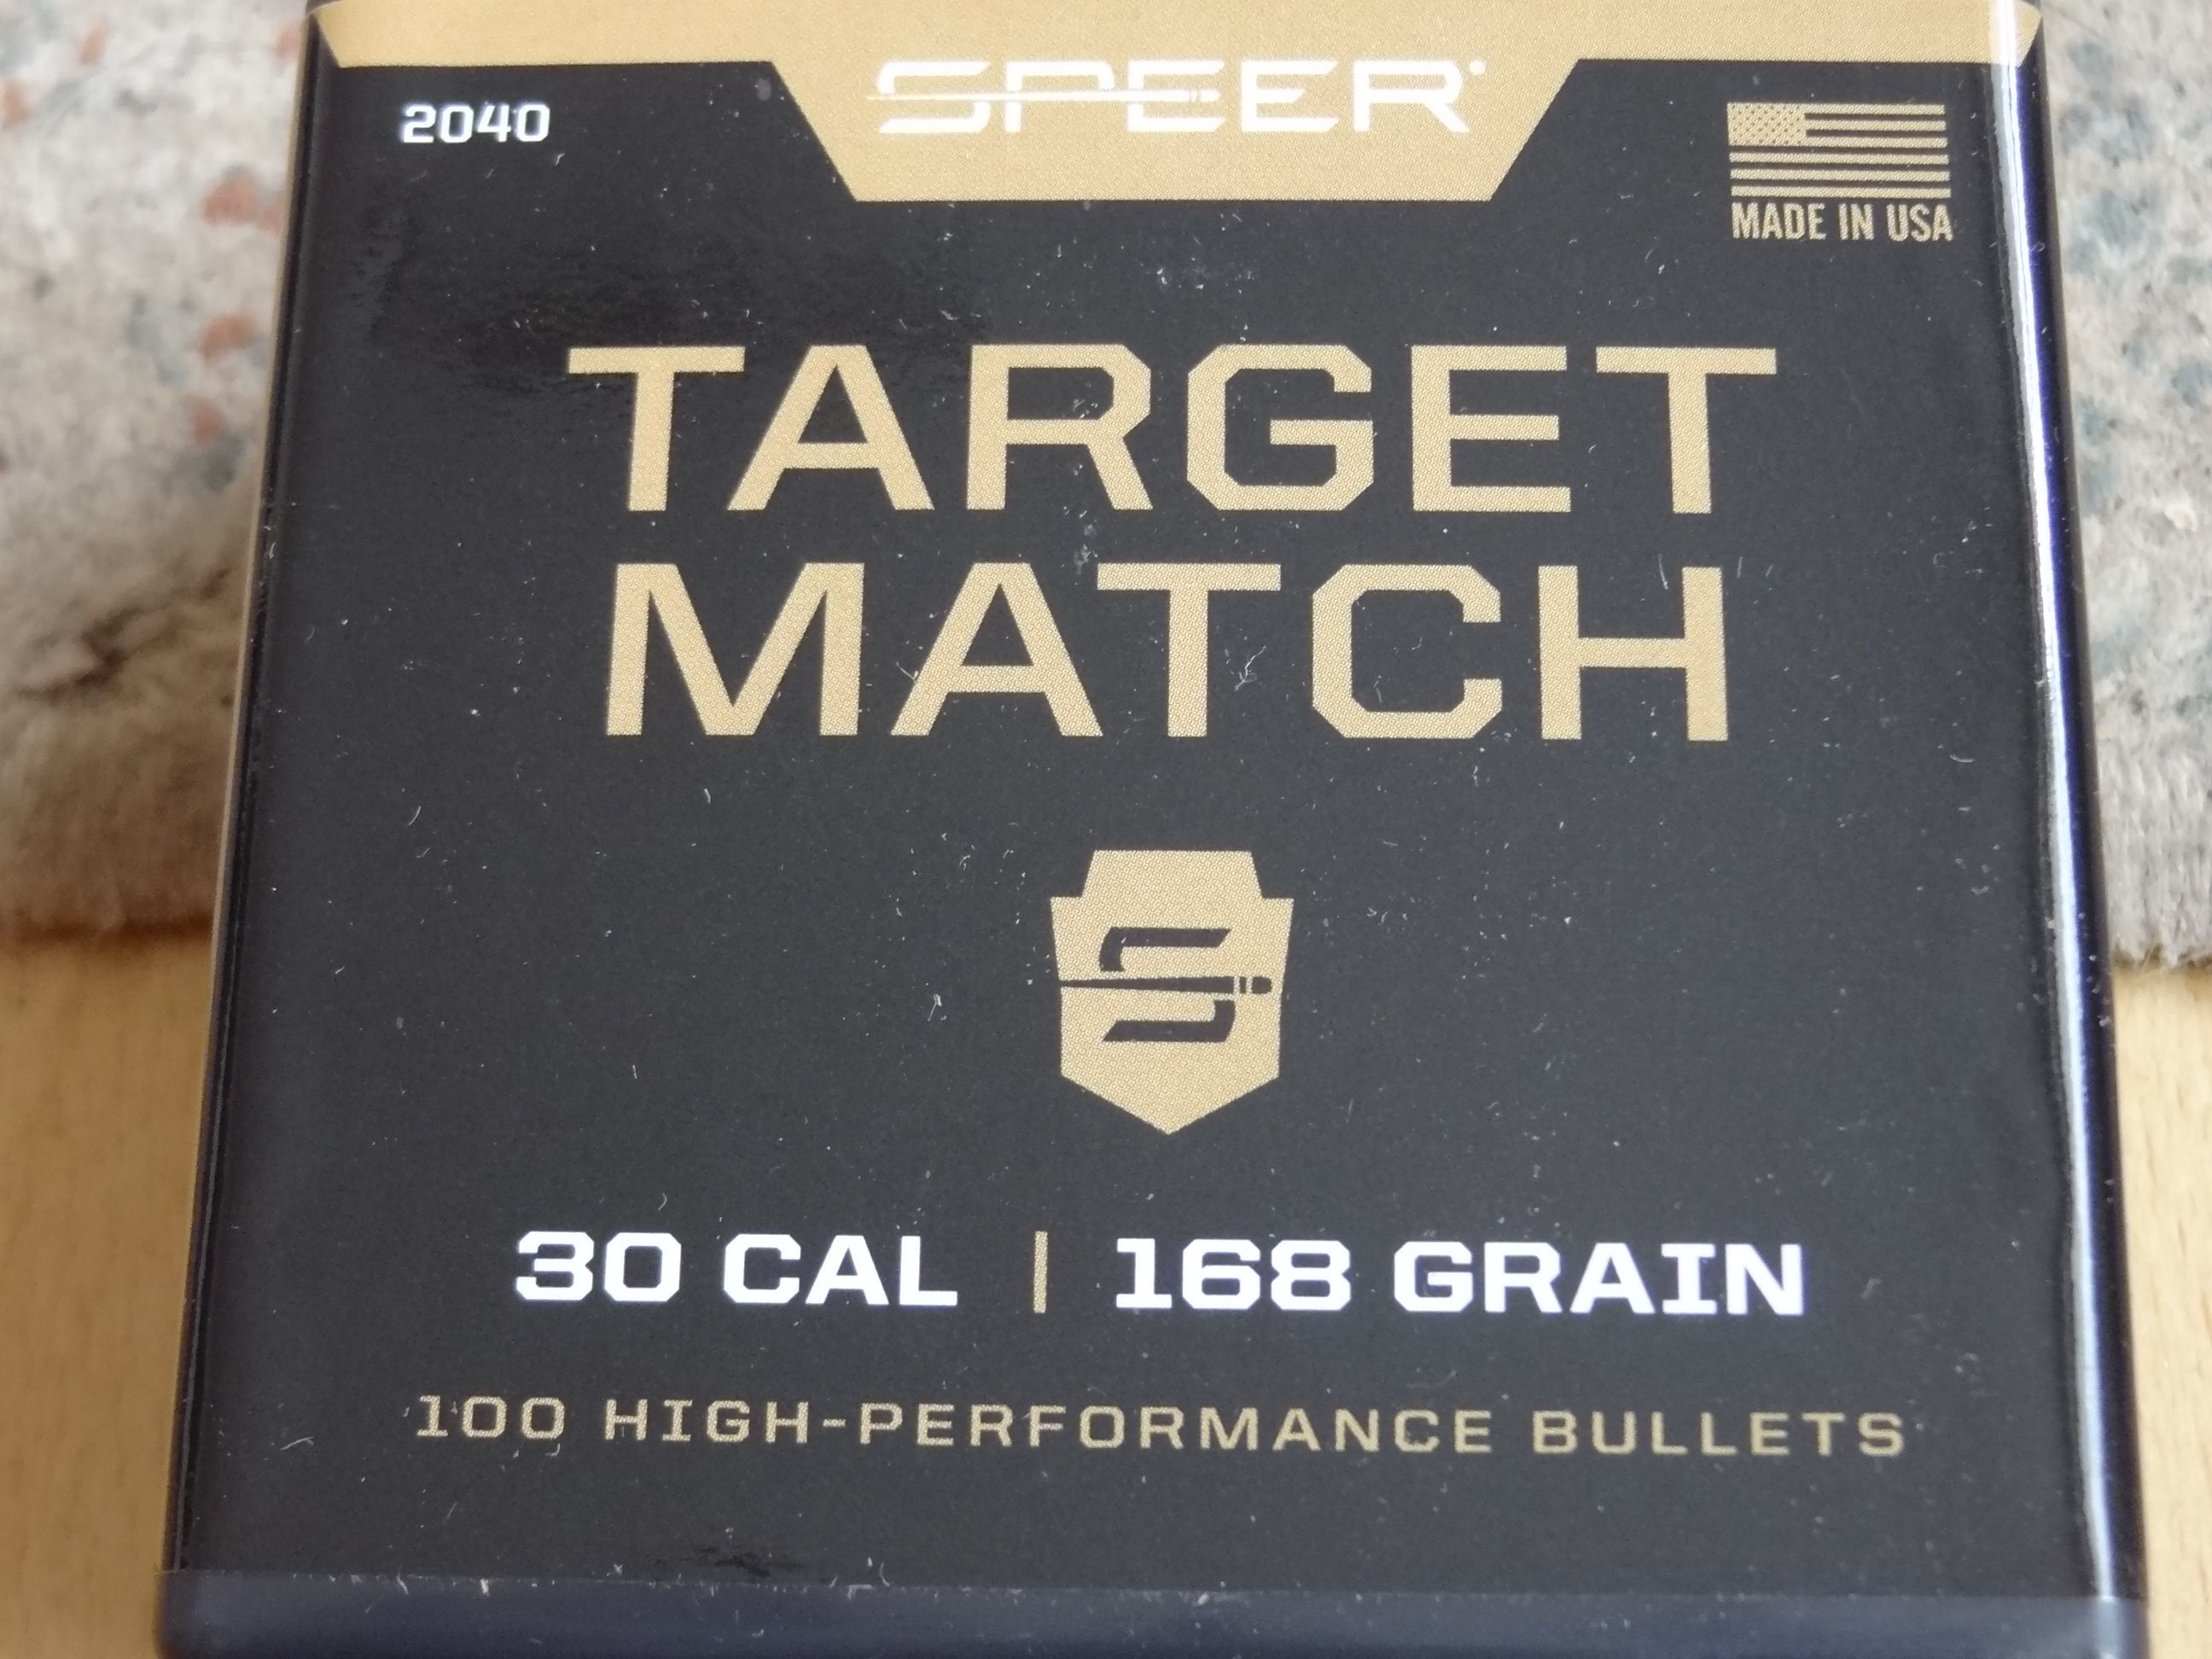 SPEER
2040
MADE IN USA
TARGET
MATCH
30 CAL | 168 GRAIN
100 HIGH-PERFORMANCE BULLETS